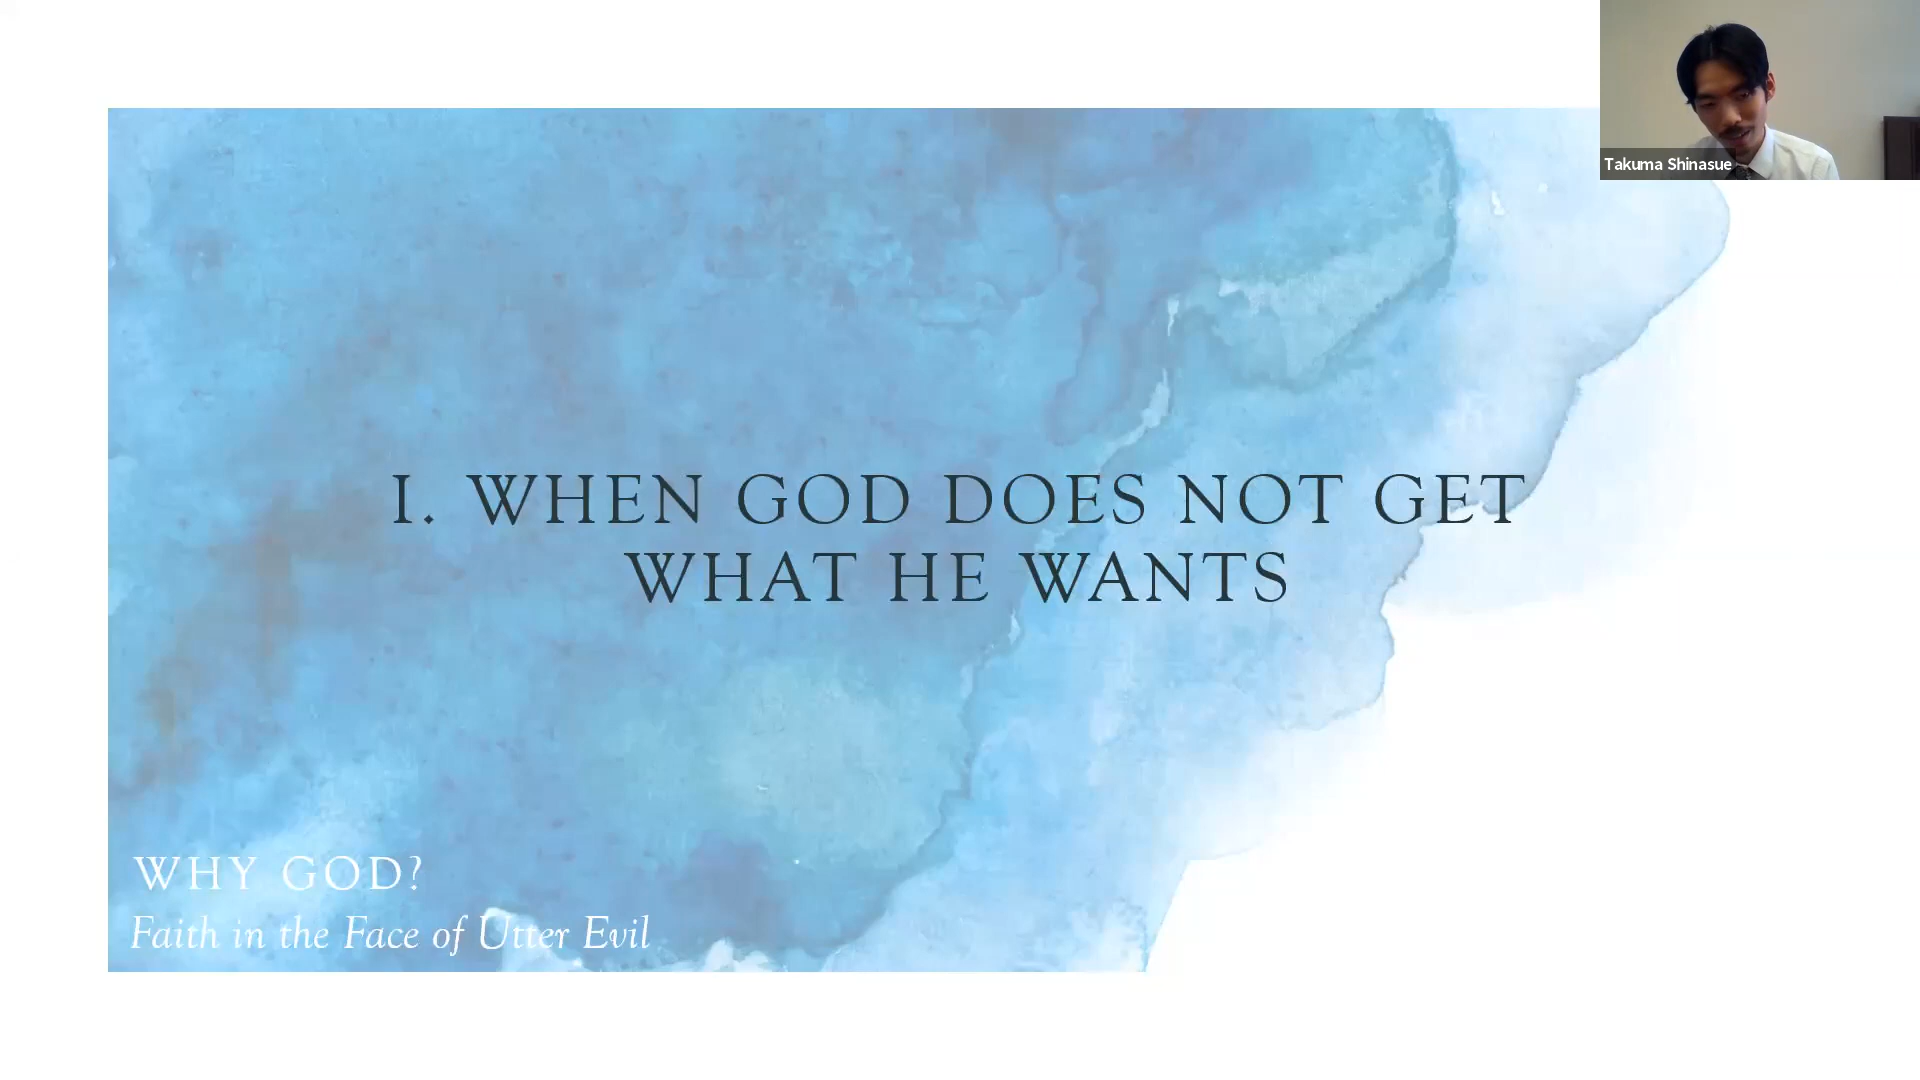 Takuma Shinasue
I. WHEN GOD DOES NOT GET
WHAT HE WANTS
WHY GOD?
Faith in the Face of Utter Evil